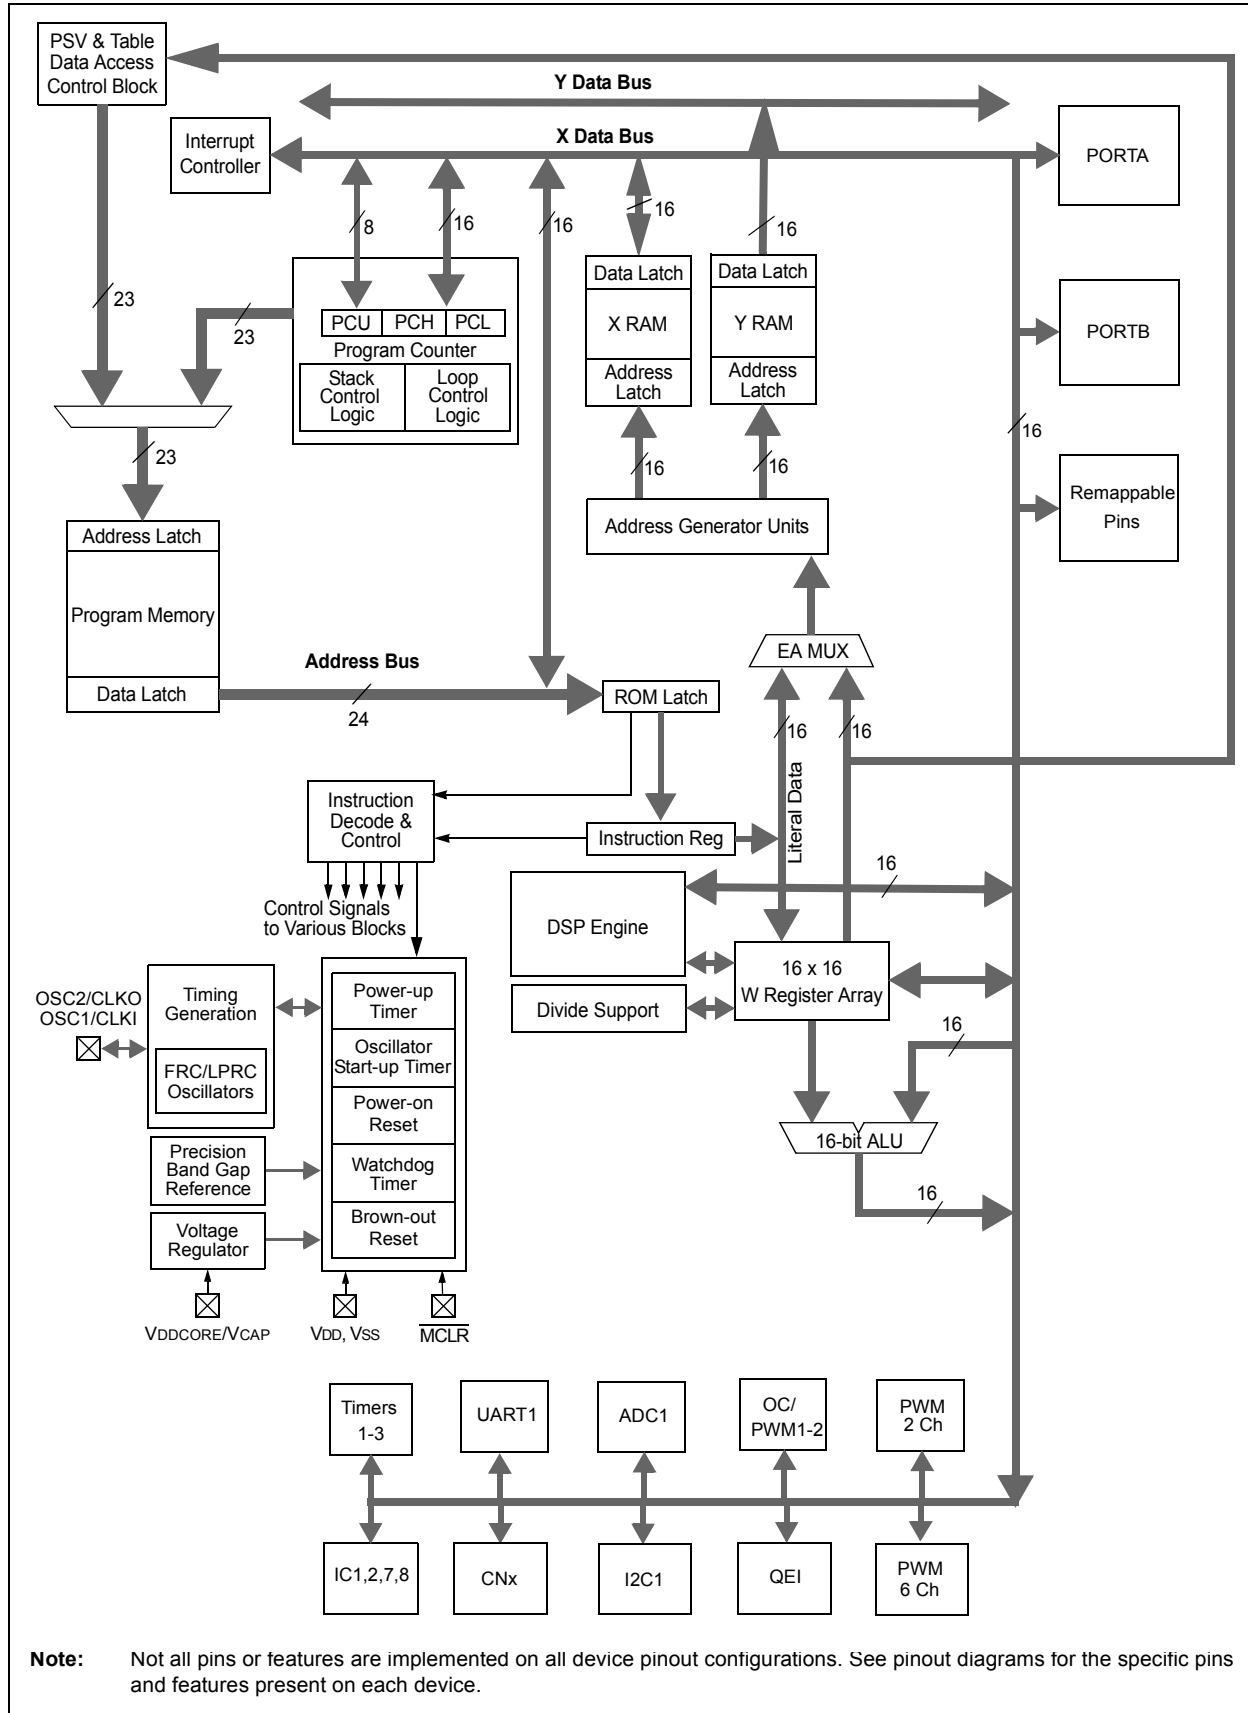 PSV & Table
Data Access
Control Block
Y Data Bus
Interrupt
Controller
X Data Bus
PORTA
8
16
16
16
16
23
23
Data Latch
X RAM
Address
Latch
Data Latch
Y RAM
Address
Latch
PCU
PCH
PCL
Program Counter
Stack
Control
Logic
Loop
Control
Logic
PORTB
16
23
16
16
Remappable
Pins
Address Generator Units
Address Latch
Program Memory
Data Latch
EA MUX
Address Bus
24
ROM Latch
16
16
Literal Data
Instruction
Decode &
Control
Instruction Reg
Control Signals
to Various Blocks
16
DSP Engine
16 x 16
W Register Array
Divide Support
OSC2/CLKO
OSC1/CLKI
Timing
Generation
FRC/LPRC
Oscillators
Power-up
Timer
Oscillator
Start-up Timer
Power-on
Reset
Watchdog
Timer
Brown-out
Reset
16
16-bit ALU
16
Precision
Band Gap
Reference
Voltage
Regulator
VDDCORE/VCAP
VDD, VSS
MCLR
Timers
1-3
UART1
ADC1
OC/
PWM1-2
PWM
2 Ch
IC1,2,7,8
CNx
I2C1
QEI
PWM
6 Ch
Note: Not all pins or features are implemented on all device pinout configurations. See pinout diagrams for the specific pins
and features present on each device.